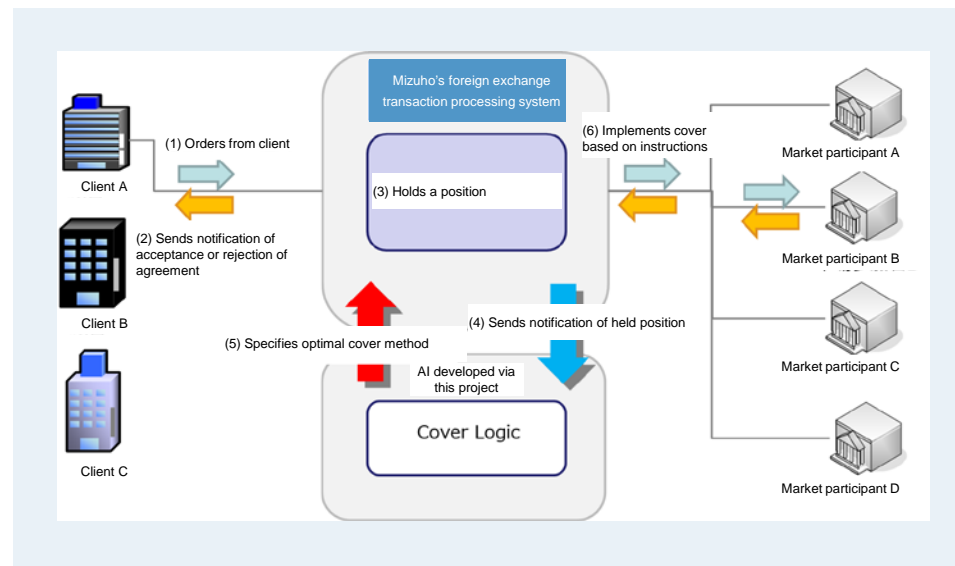 Mizuho's foreign exchange
transaction processing system
(1) Orders from client
Client A
(2) Sends notification of
acceptance or rejection of
agreement
Client B
Client C
(3) Holds a position
(4) Sends notification of held position
(5) Specifies optimal cover method
AI developed via
this project
Cover Logic
(6) Implements cover
based on instructions
Market participant A
Market participant B
Market participant C
Market participant D